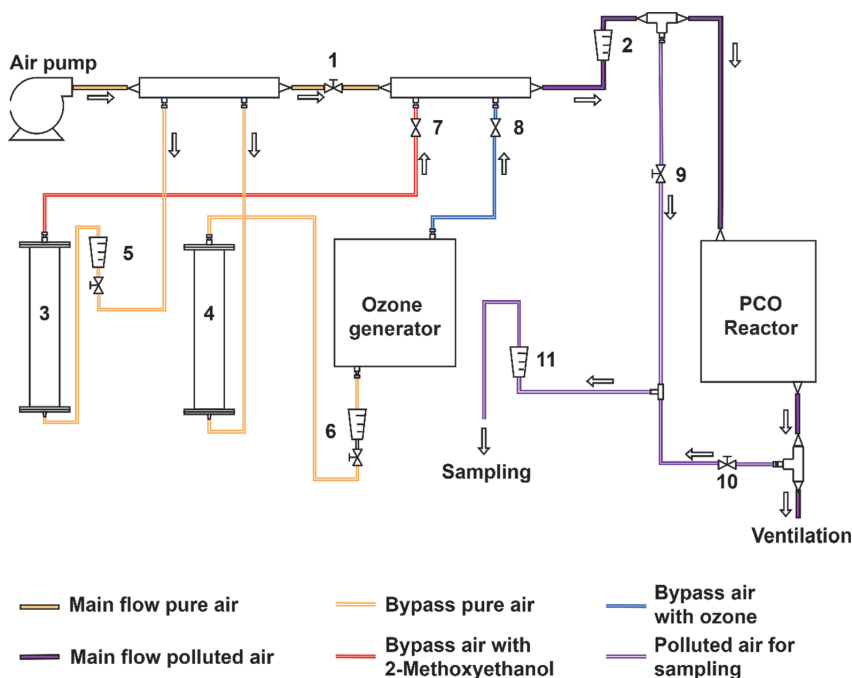 1
2
Air pump
7
8
9
5
3
4
Ozone
generator
PCO
Reactor
11
6
Sampling
10
Ventilation
Main flow pure air
Bypass pure air
Bypass air
with ozone
Main flow polluted air
Bypass air with
2-Methoxyethanol
Polluted air for
sampling